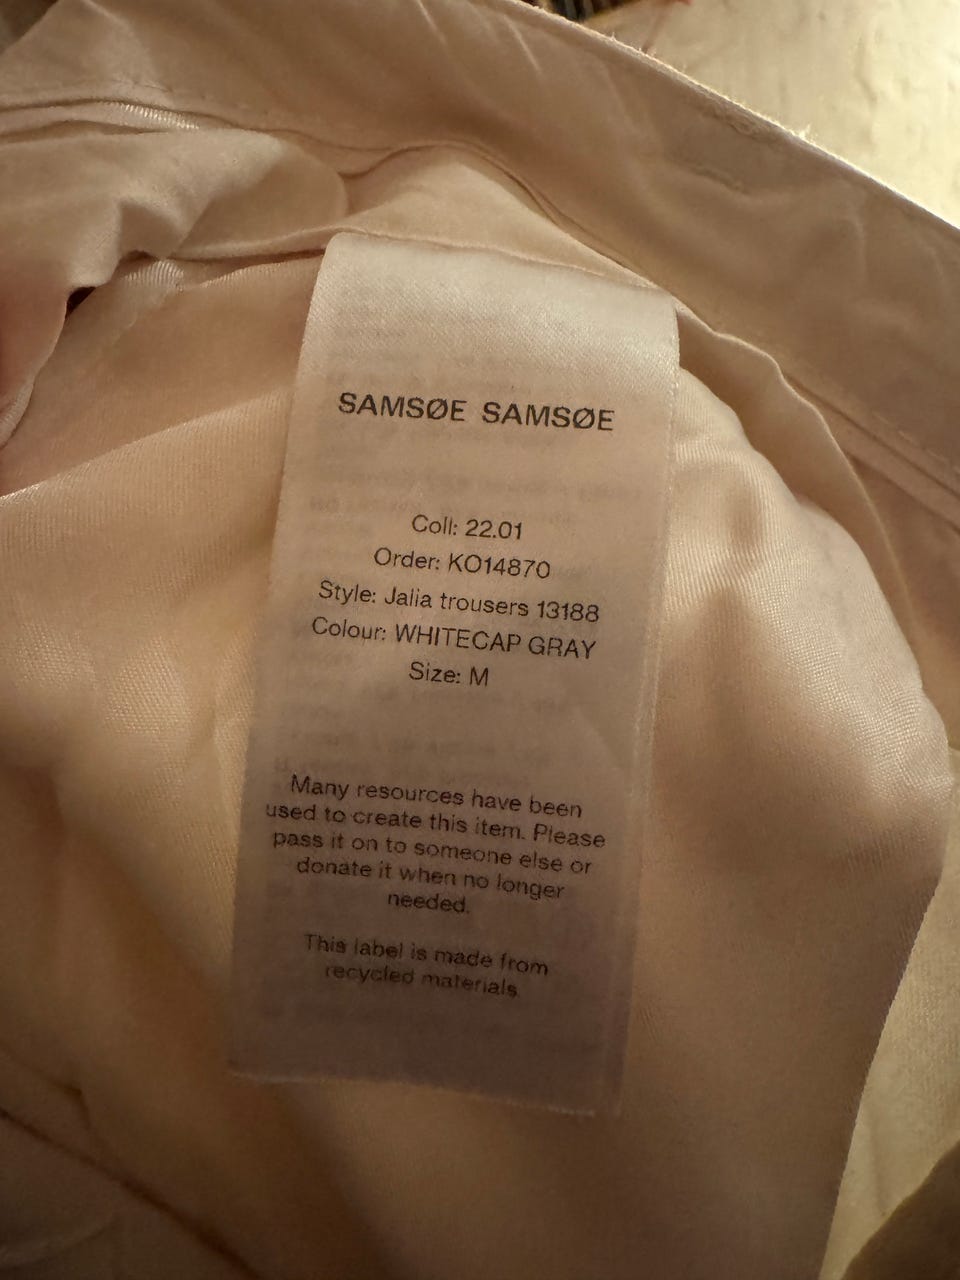 SAMSØE SAMSØE
Coll: 22.01
Order: KO14870
Style: Jalia trousers 13188
Colour: WHITECAP GRAY
Size: M
Many resources have been
used to create this item. Please
pass it on to someone else or
donate it when no longer
needed.
This label is made from
recycled materials.